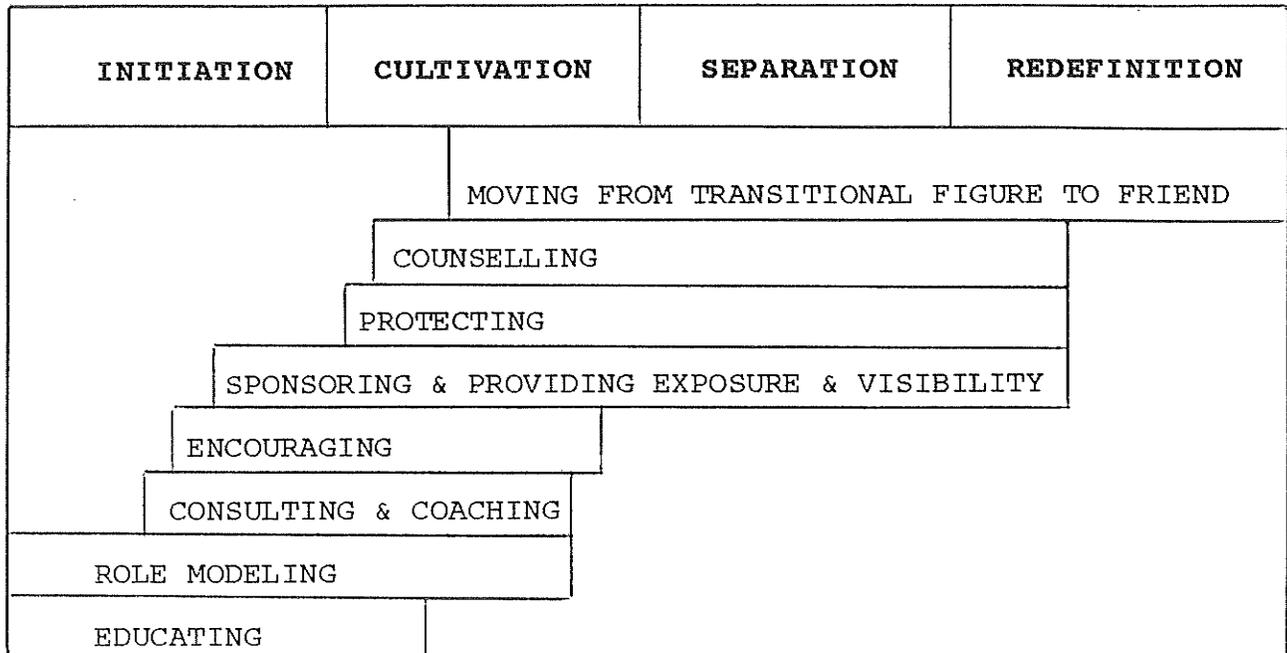 INITIATION CULTIVATION SEPARATION REDEFINITION
MOVING FROM TRANSITIONAL FIGURE TO FRIEND
COUNSELLING
PROTECTING
SPONSORING & PROVIDING EXPOSURE & VISIBILITY
ENCOURAGING
CONSULTING & COACHING
ROLE MODELING
EDUCATING